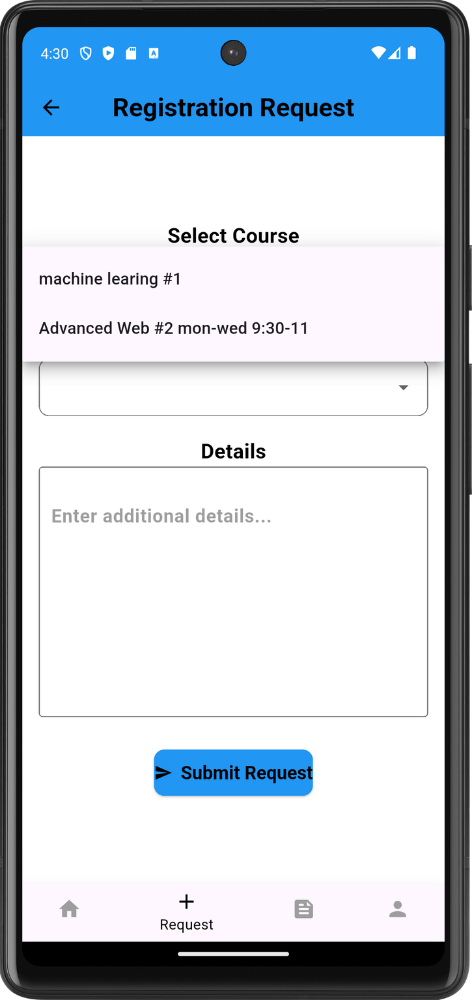 4:30
Registration Request
Select Course
machine learing #1
Advanced Web #2 mon-wed 9:30-11
Details
Enter additional details...
Submit Request
Request